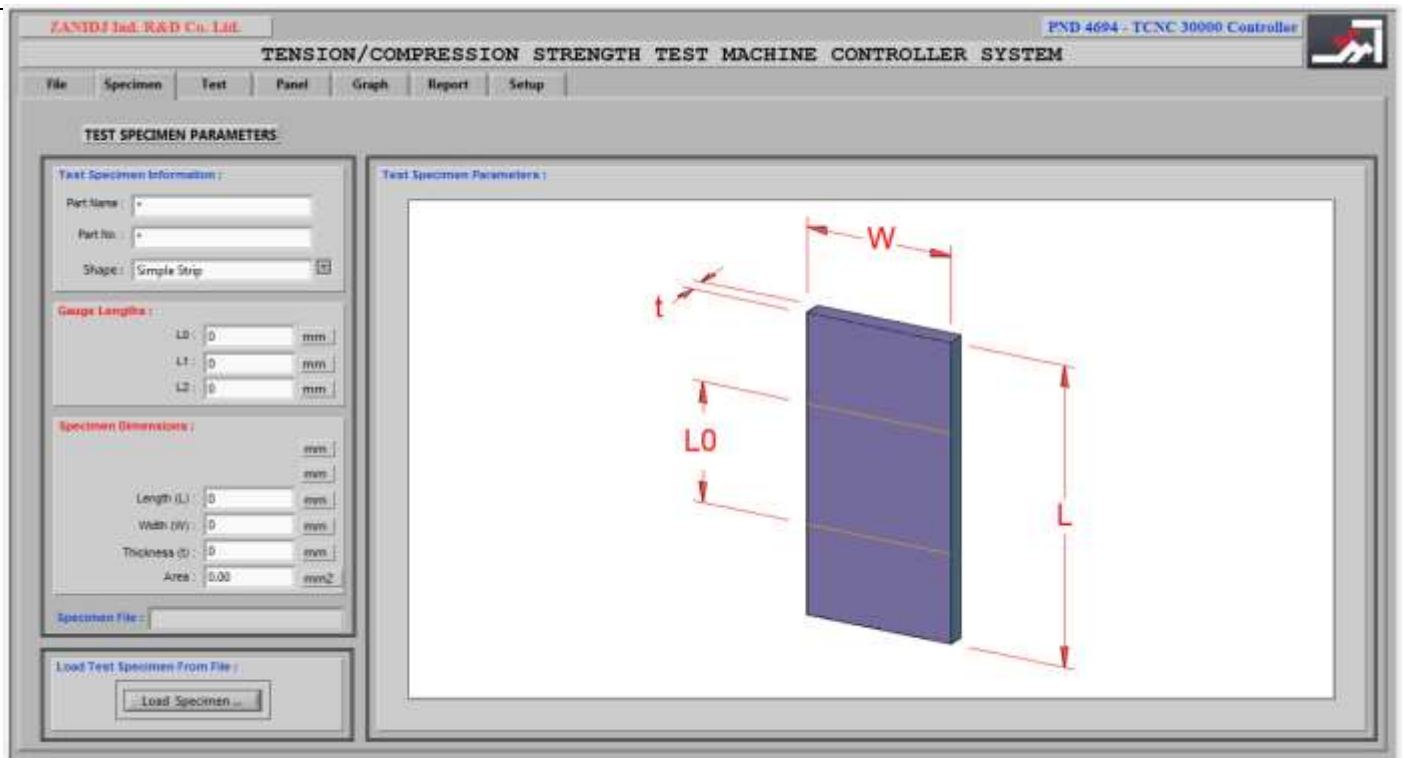 ZANIDJ Ind. R&D Co. Ltd.
PND 4694 - TCNC 30000 Controller
TENSION/COMPRESSION STRENGTH TEST MACHINE CONTROLLER SYSTEM
File Specimen Test Panel Graph Report Setup
TEST SPECIMEN PARAMETERS
Test Specimen Information :
Part Name : *
Part No. : *
Shape : Simple Strip
Gauge Lengths :
L0 : 0 mm
L1 : 0 mm
L2 : 0 mm
Specimen Dimensions :
mm
mm
Length (L) : 0 mm
Width (W) : 0 mm
Thickness (t) : 0 mm
Area : 0.00 mm2
Specimen File :
Load Test Specimen From File :
Load Specimen ...
Test Specimen Parameters :
W
t
L0
L